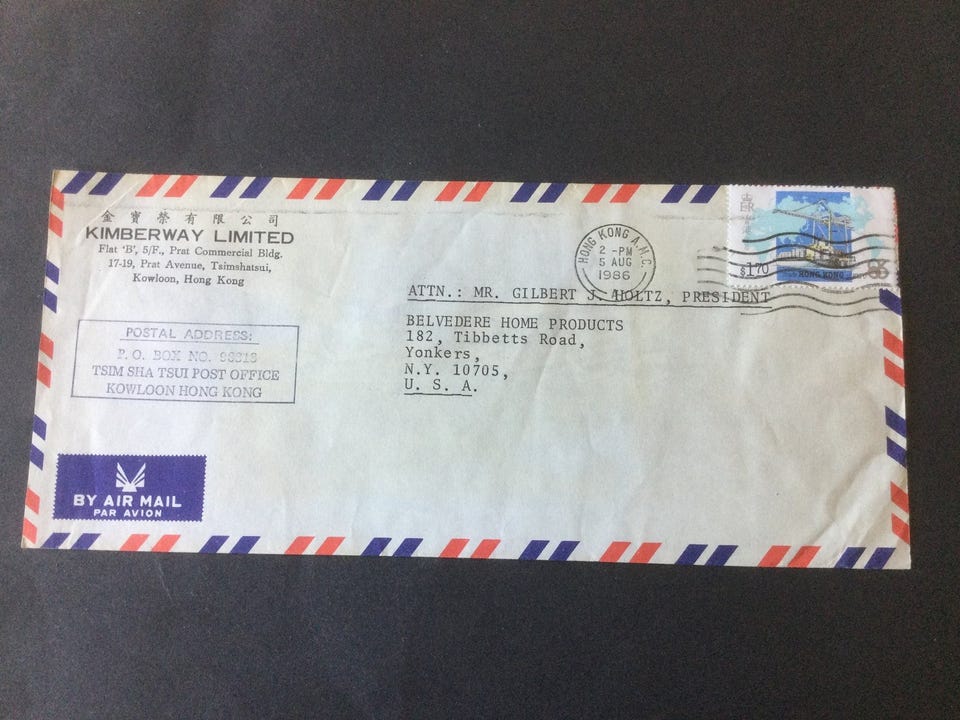 金寶榮有限公司
KIMBERWAY LIMITED
Flat 'B', 5/F., Prat Commercial Bldg.
17-19, Prat Avenue, Tsimshatsui,
Kowloon, Hong Kong
POSTAL ADDRESS:
P. O. BOX NO.
TSIM SHA TSUI POST OFFICE
KOWLOON HONG KONG
HONG KONG A.M.C.
2 -PM
5 AUG
1986
$1.70
HONG KONG
86
ATTN.: MR. GILBERT J. HOLTZ, PRESIDENT
BELVEDERE HOME PRODUCTS
182, Tibbetts Road,
Yonkers,
N.Y. 10705,
U. S. A.
BY AIR MAIL
PAR AVION